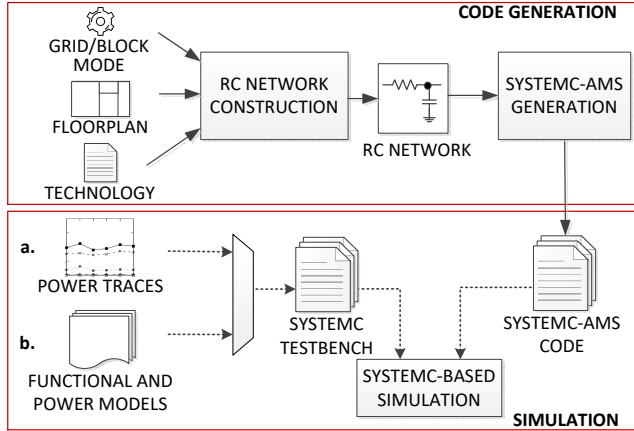 CODE GENERATION
GRID/BLOCK
MODE
FLOORPLAN
TECHNOLOGY
RC NETWORK
CONSTRUCTION
RC NETWORK
SYSTEMC-AMS
GENERATION
a.
POWER TRACES
b.
FUNCTIONAL AND
POWER MODELS
SYSTEMC
TESTBENCH
SYSTEMC-AMS
CODE
SYSTEMC-BASED
SIMULATION
SIMULATION